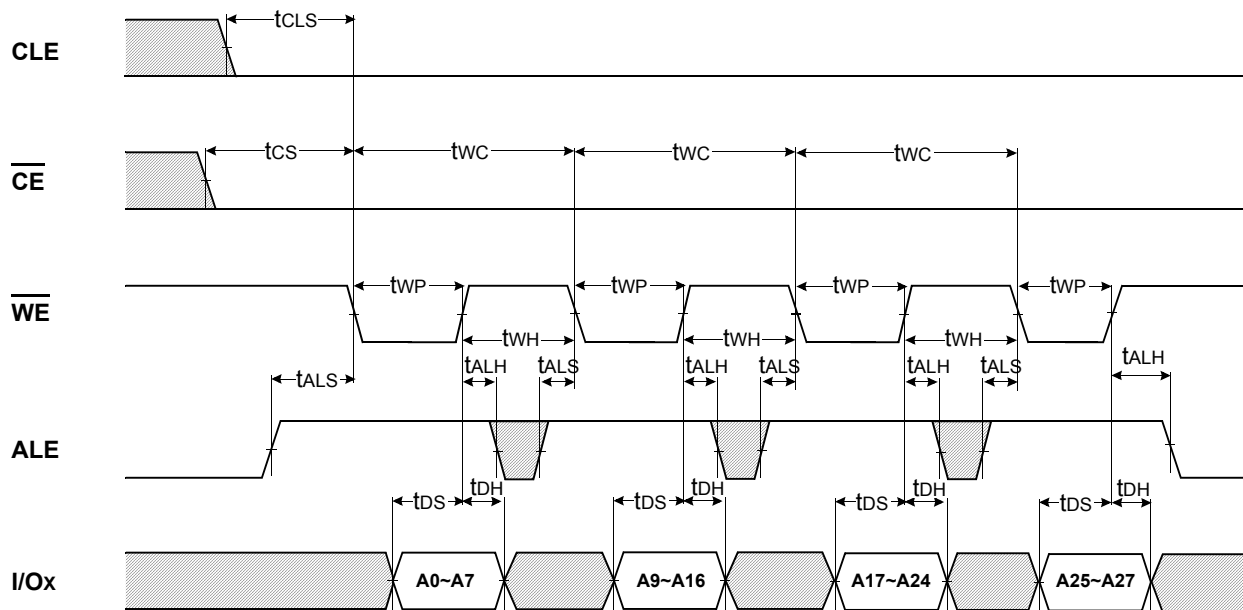 CLE
tCLS
CE
tCS
tWC
tWC
tWC
WE
tWP
tWP
tWP
tWP
tWH
tWH
tWH
tALS
tALH
tALS
tALH
tALS
tALH
tALS
tALH
ALE
tDS
tDH
tDS
tDH
tDS
tDH
tDS
tDH
I/Ox
A0~A7
A9~A16
A17~A24
A25~A27